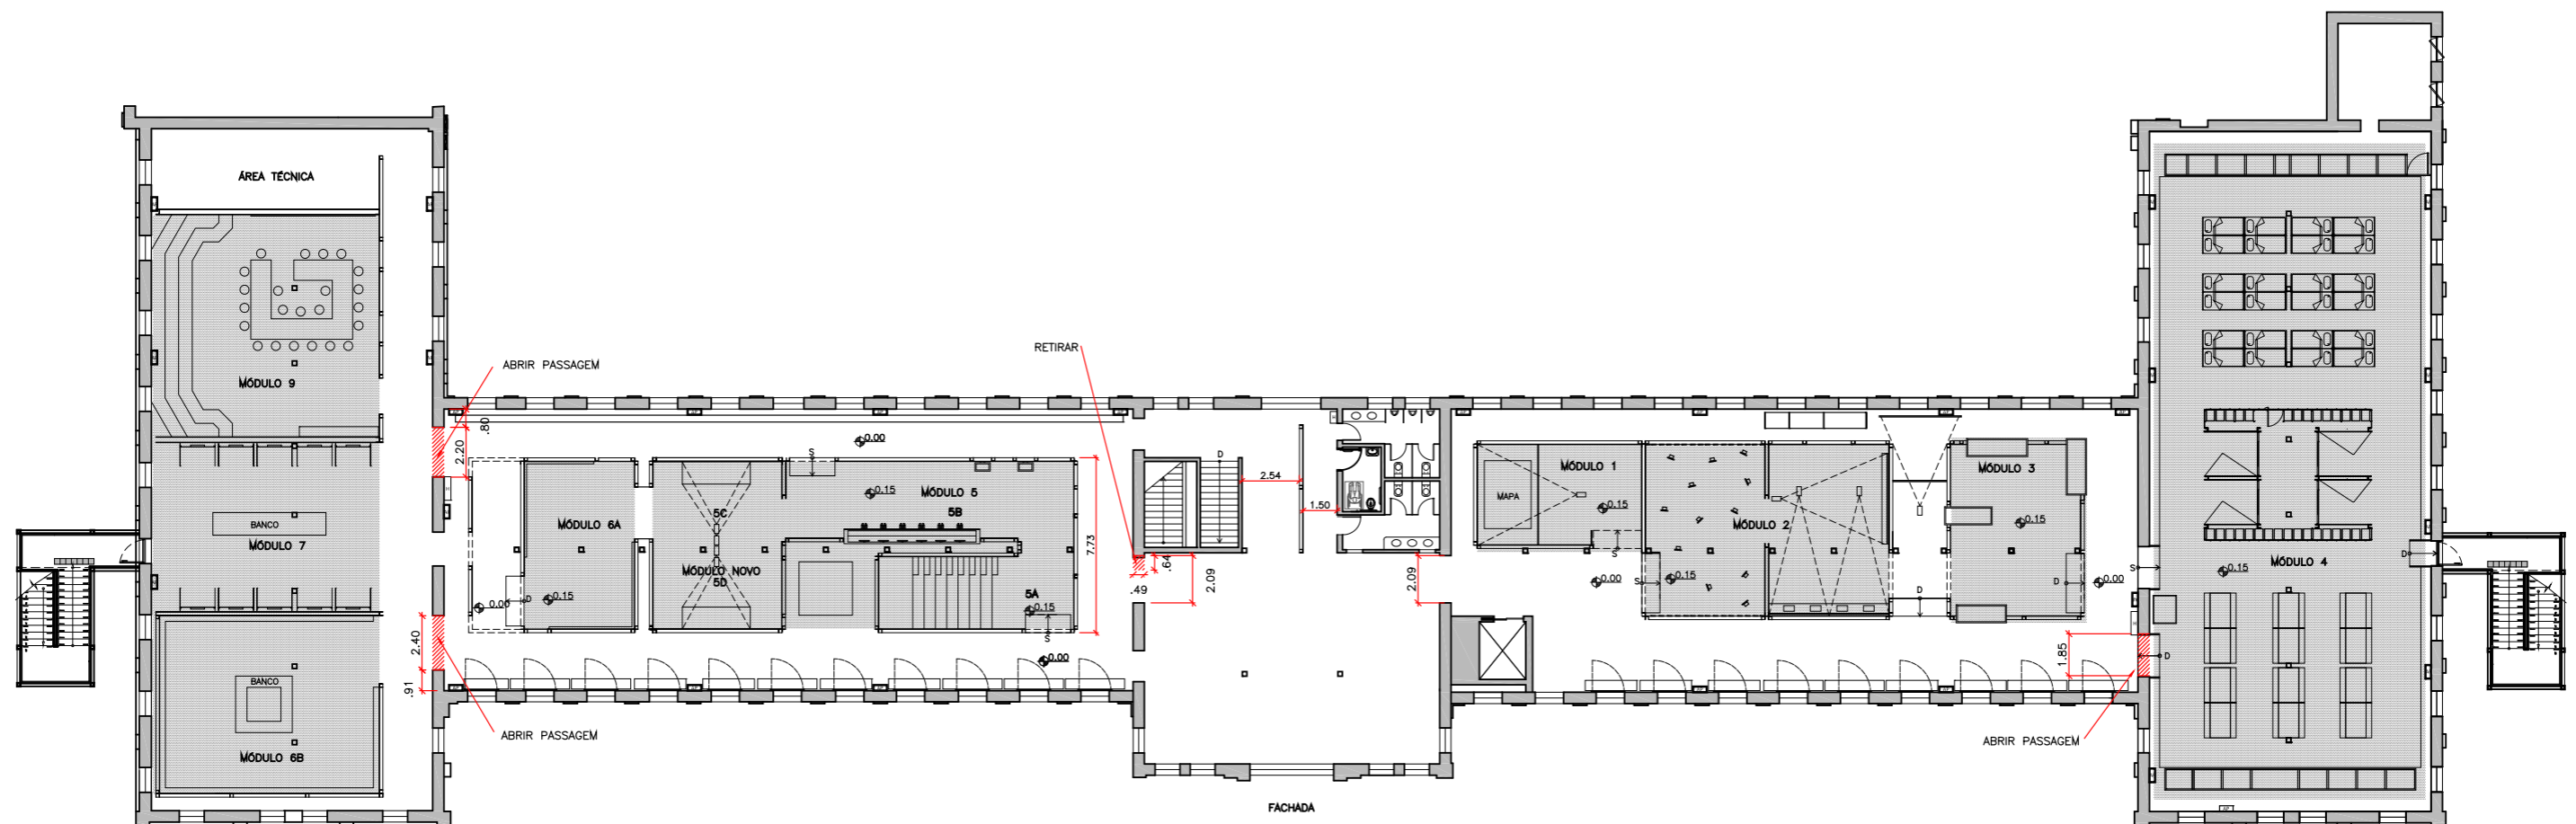 ÁREA TÉCNICA
MÓDULO 9
BANCO
MÓDULO 7
BANCO
MÓDULO 6B
ABRIR PASSAGEM
.80
2.20
2.40
.91
ABRIR PASSAGEM
0.00
S
0.15
MÓDULO 5
5B
MÓDULO 6A
5C
MÓDULO NOVO
5D
0.00
D
0.15
5A
0.15
S
0.00
7.73
RETIRAR
D
2.54
1.50
.64
.49
2.09
2.09
MÓDULO 1
MAPA
0.15
S
0.00
S
0.15
MÓDULO 2
D
MÓDULO 3
0.15
D
0.00
S
1.85
D
ABRIR PASSAGEM
MÓDULO 4
0.15
D
FACHADA